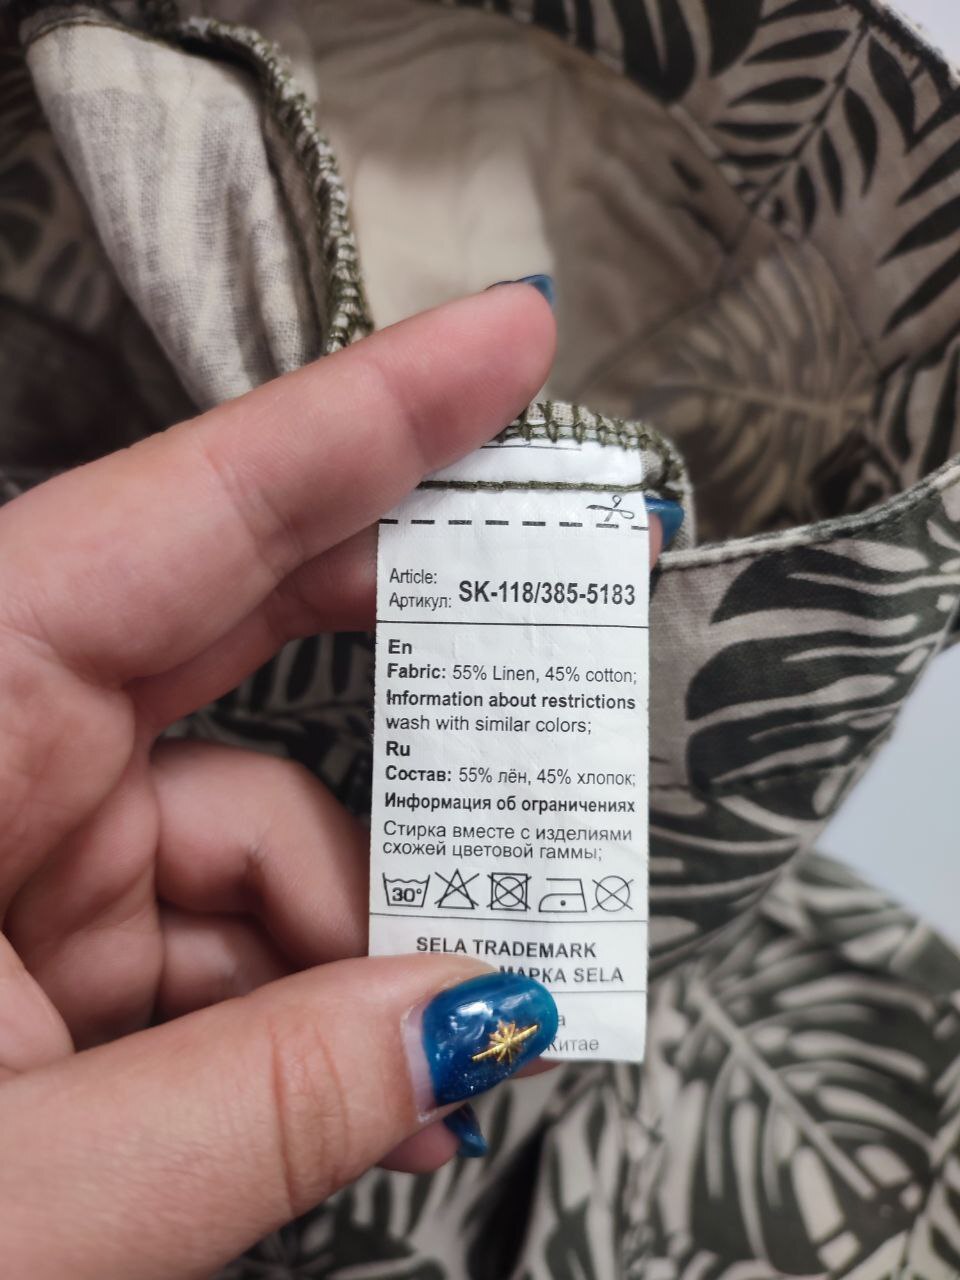 Article:
Артикул: SK-118/385-5183
En
Fabric: 55% Linen, 45% cotton;
Information about restrictions
wash with similar colors;
Ru
Состав: 55% лён, 45% хлопок;
Информация об ограничениях
Стирка вместе с изделиями
схожей цветовой гаммы;
30°
SELA TRADEMARK
МАРКА SELA
Китае